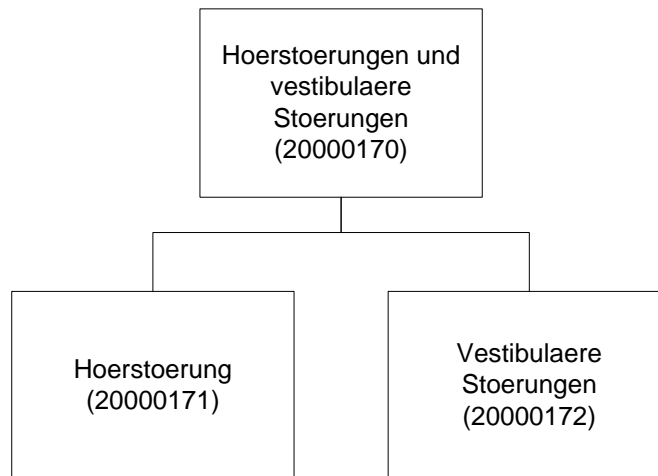 Hoerstoerungen und
vestibulaere
Stoerungen
(20000170)
Hoerstoerung
(20000171)
Vestibulaere
Stoerungen
(20000172)